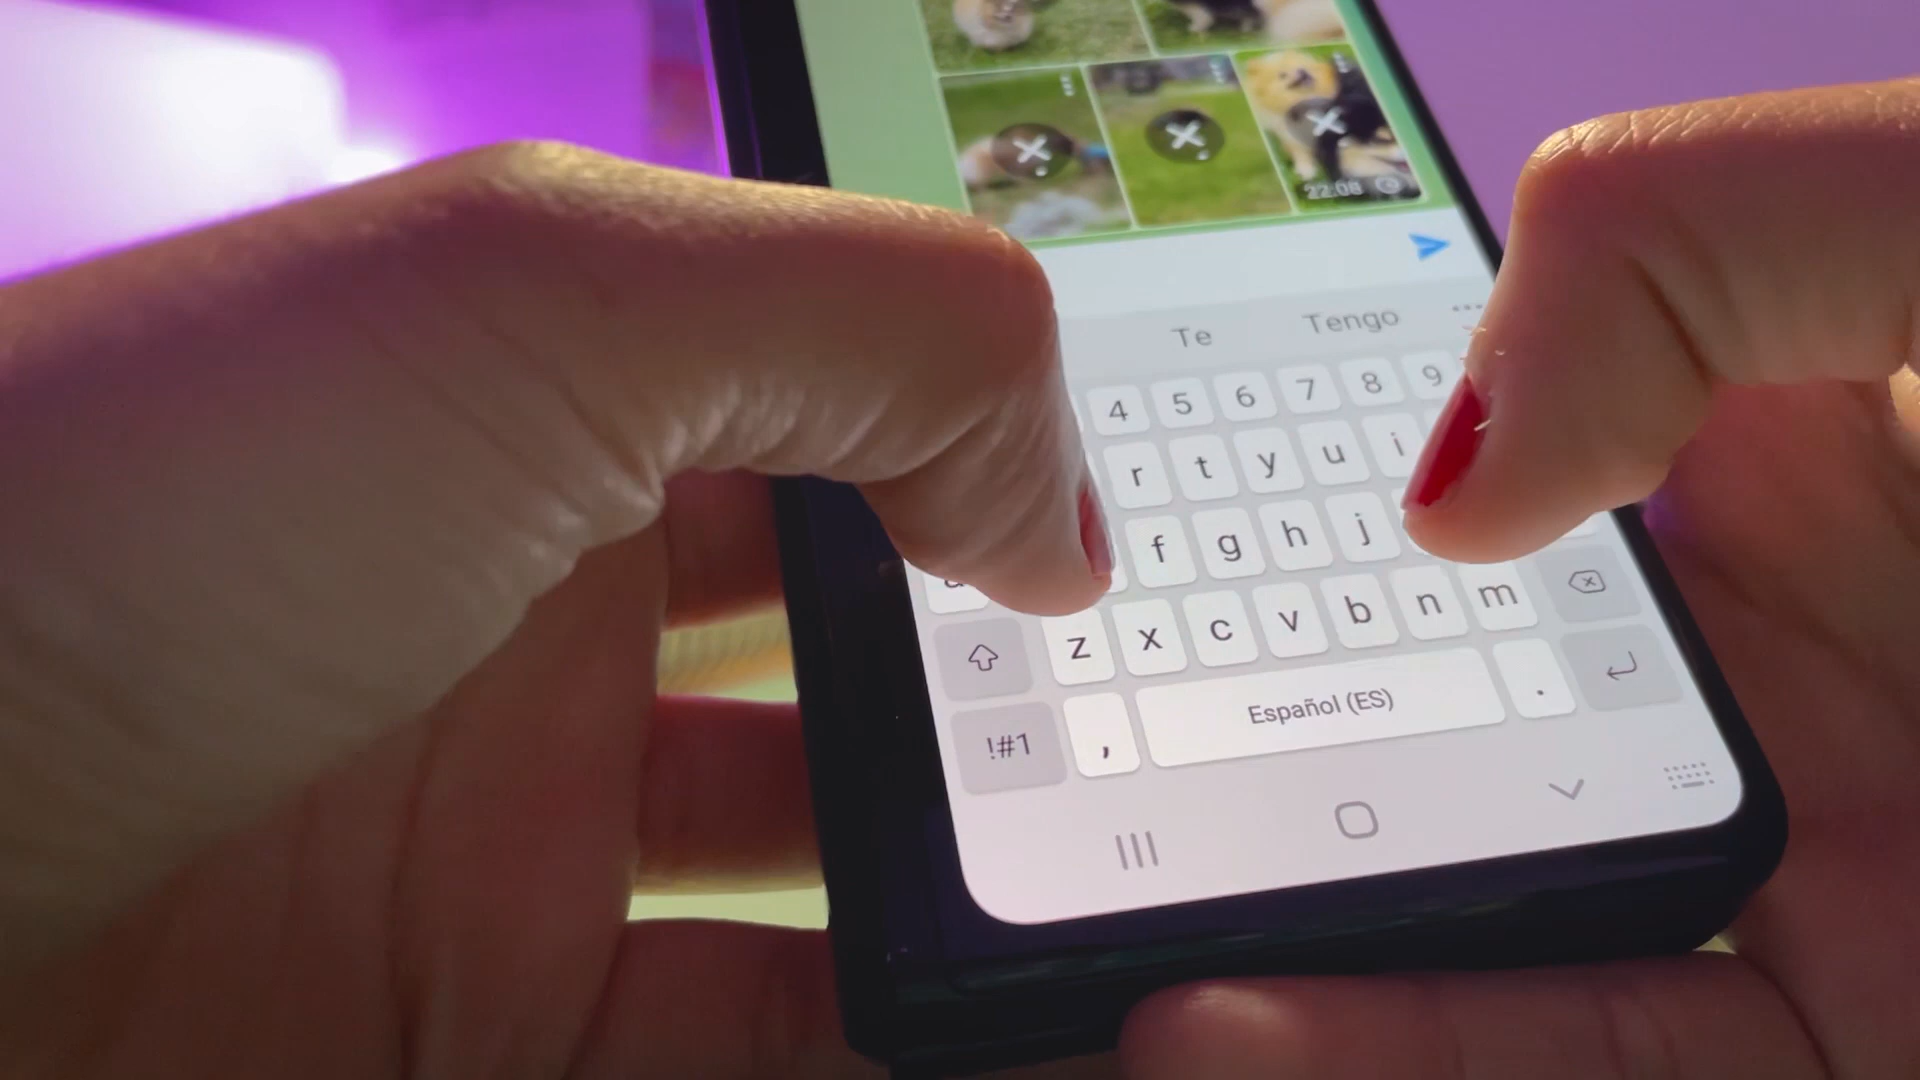 22:08
Te Tengo
4 5 6 7 8 9
r t y u i
f g h j
z x c v b n m
!#1 , Español (ES) .